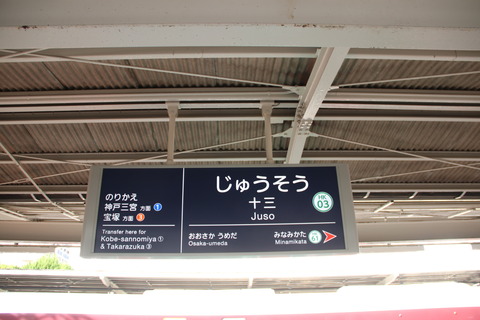 のりかえ
神戸三宮 方面 1
宝塚 方面 3
Transfer here for
Kobe-sannomiya ①
& Takarazuka ③
じゅうそう
十三
Juso
HK
03
おおさか うめだ
Osaka-umeda
みなみかた
Minamikata
61